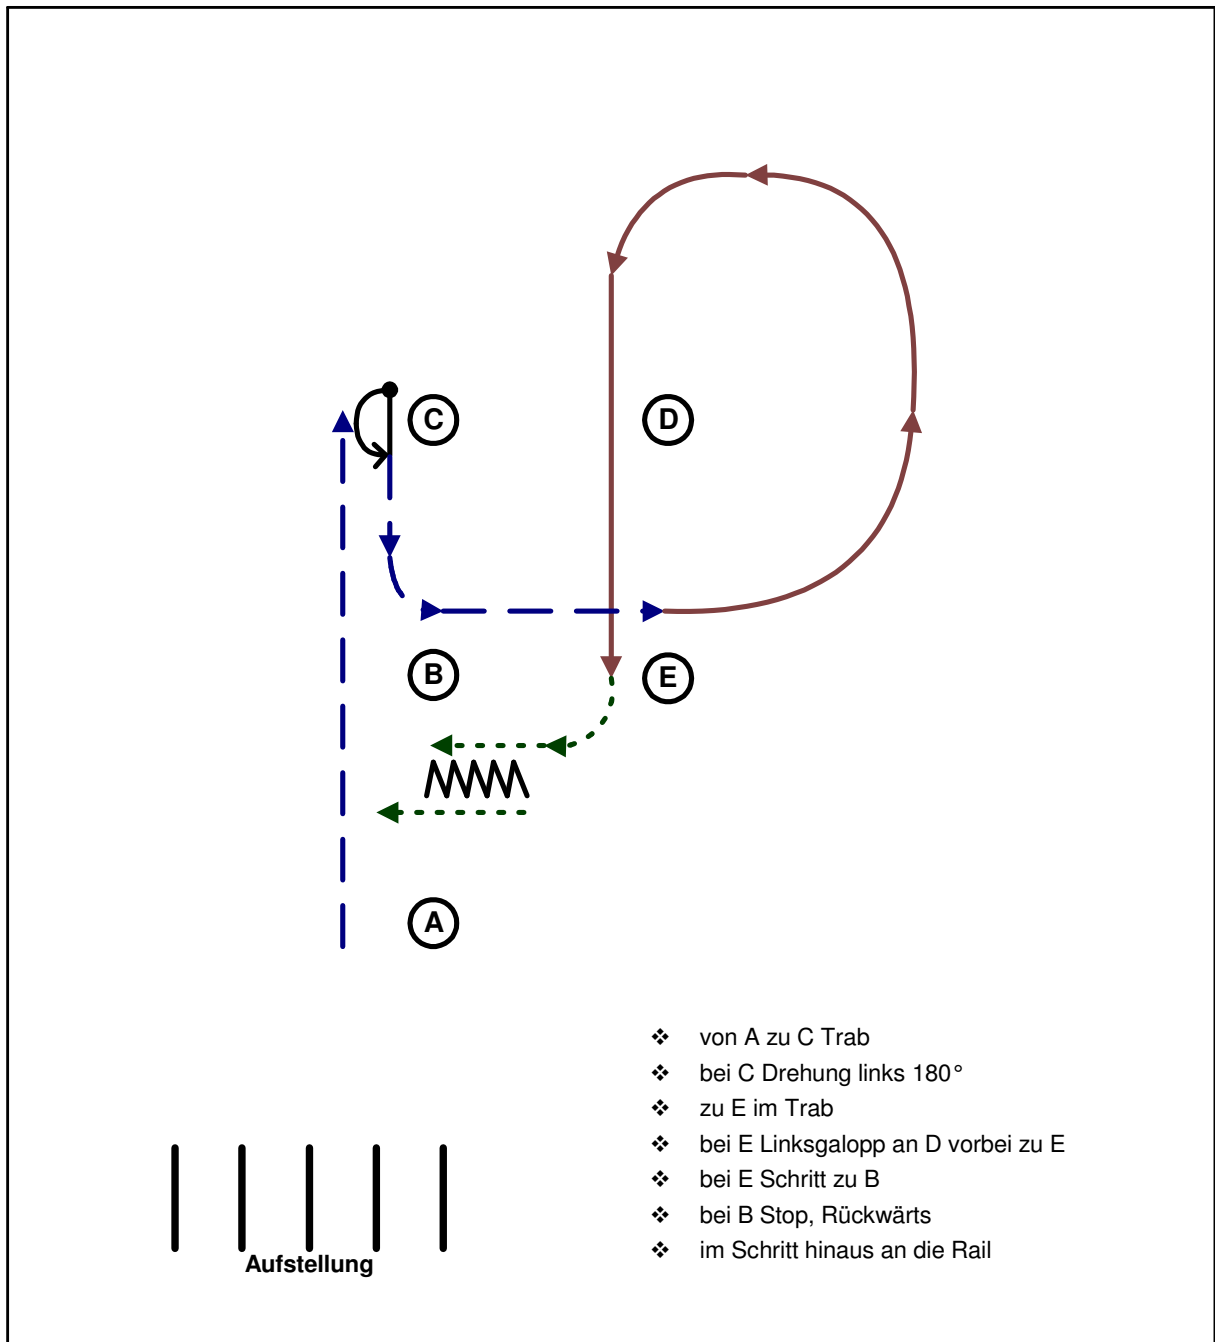 C
D
B
E
A
❖ von A zu C Trab
❖ bei C Drehung links 180°
❖ zu E im Trab
❖ bei E Linksgalopp an D vorbei zu E
❖ bei E Schritt zu B
❖ bei B Stop, Rückwärts
❖ im Schritt hinaus an die Rail
Aufstellung